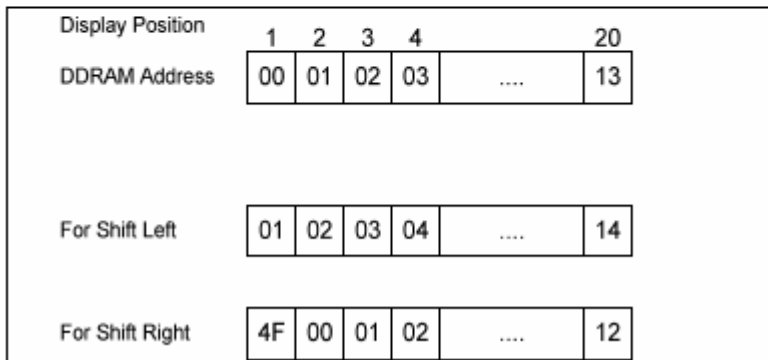 Display Position 1 2 3 4 20
DDRAM Address 00 01 02 03 .... 13
For Shift Left 01 02 03 04 .... 14
For Shift Right 4F 00 01 02 .... 12